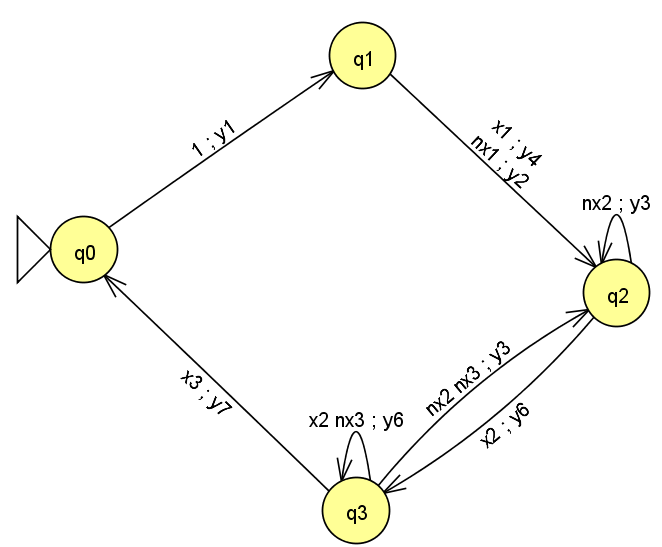 q1
1 ; y1
x1 ; y4
nx1 ; y2
nx2 ; y3
q0
q2
nx2 nx3 ; y3
x3 ; y7
x2 nx3 ; y6
x2 ; y6
q3